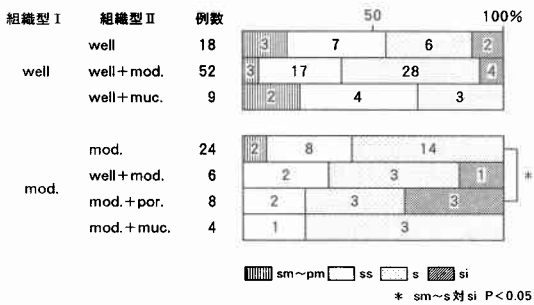 50 100%
組織型Ⅰ 組織型Ⅱ 例数
well 18 3 7 6 2
well well+mod. 52 3 17 28 4
well+muc. 9 2 4 3
mod. 24 2 8 14
well+mod. 6 2 3 1
mod. mod.+por. 8 2 3 3
mod.+muc. 4 1 3
*
sm~pm ss s si
* sm~s対si P<0.05